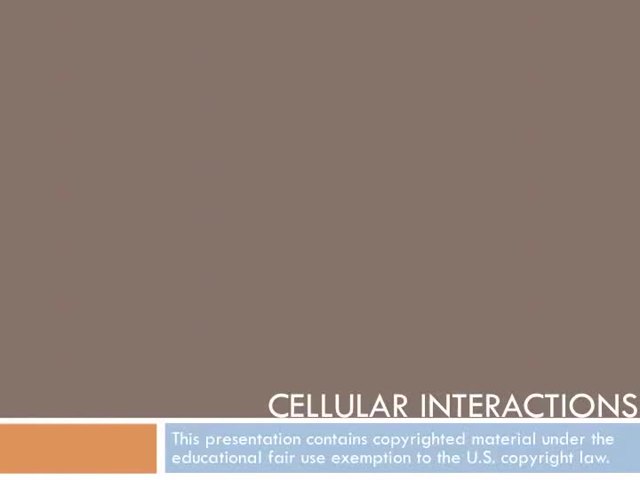 CELLULAR INTERACTIONS
This presentation contains copyrighted material under the
educational fair use exemption to the U.S. copyright law.